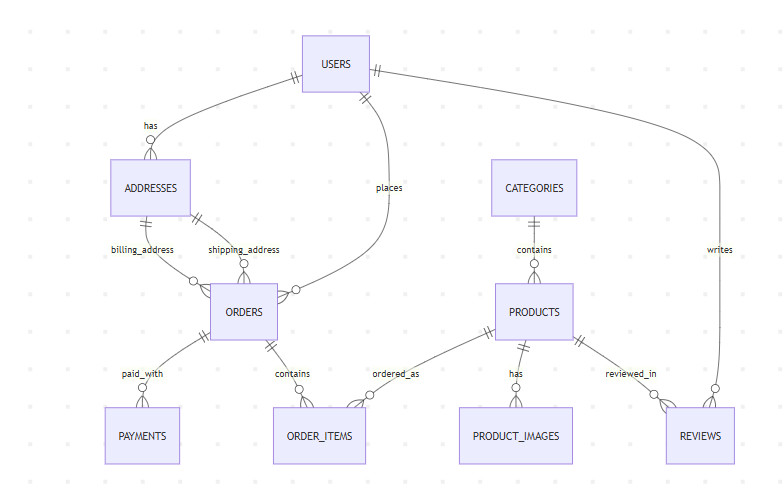 USERS
has
ADDRESSES
places
CATEGORIES
billing_address
shipping_address
contains
writes
ORDERS
PRODUCTS
paid_with
contains
ordered_as
has
reviewed_in
PAYMENTS
ORDER_ITEMS
PRODUCT_IMAGES
REVIEWS